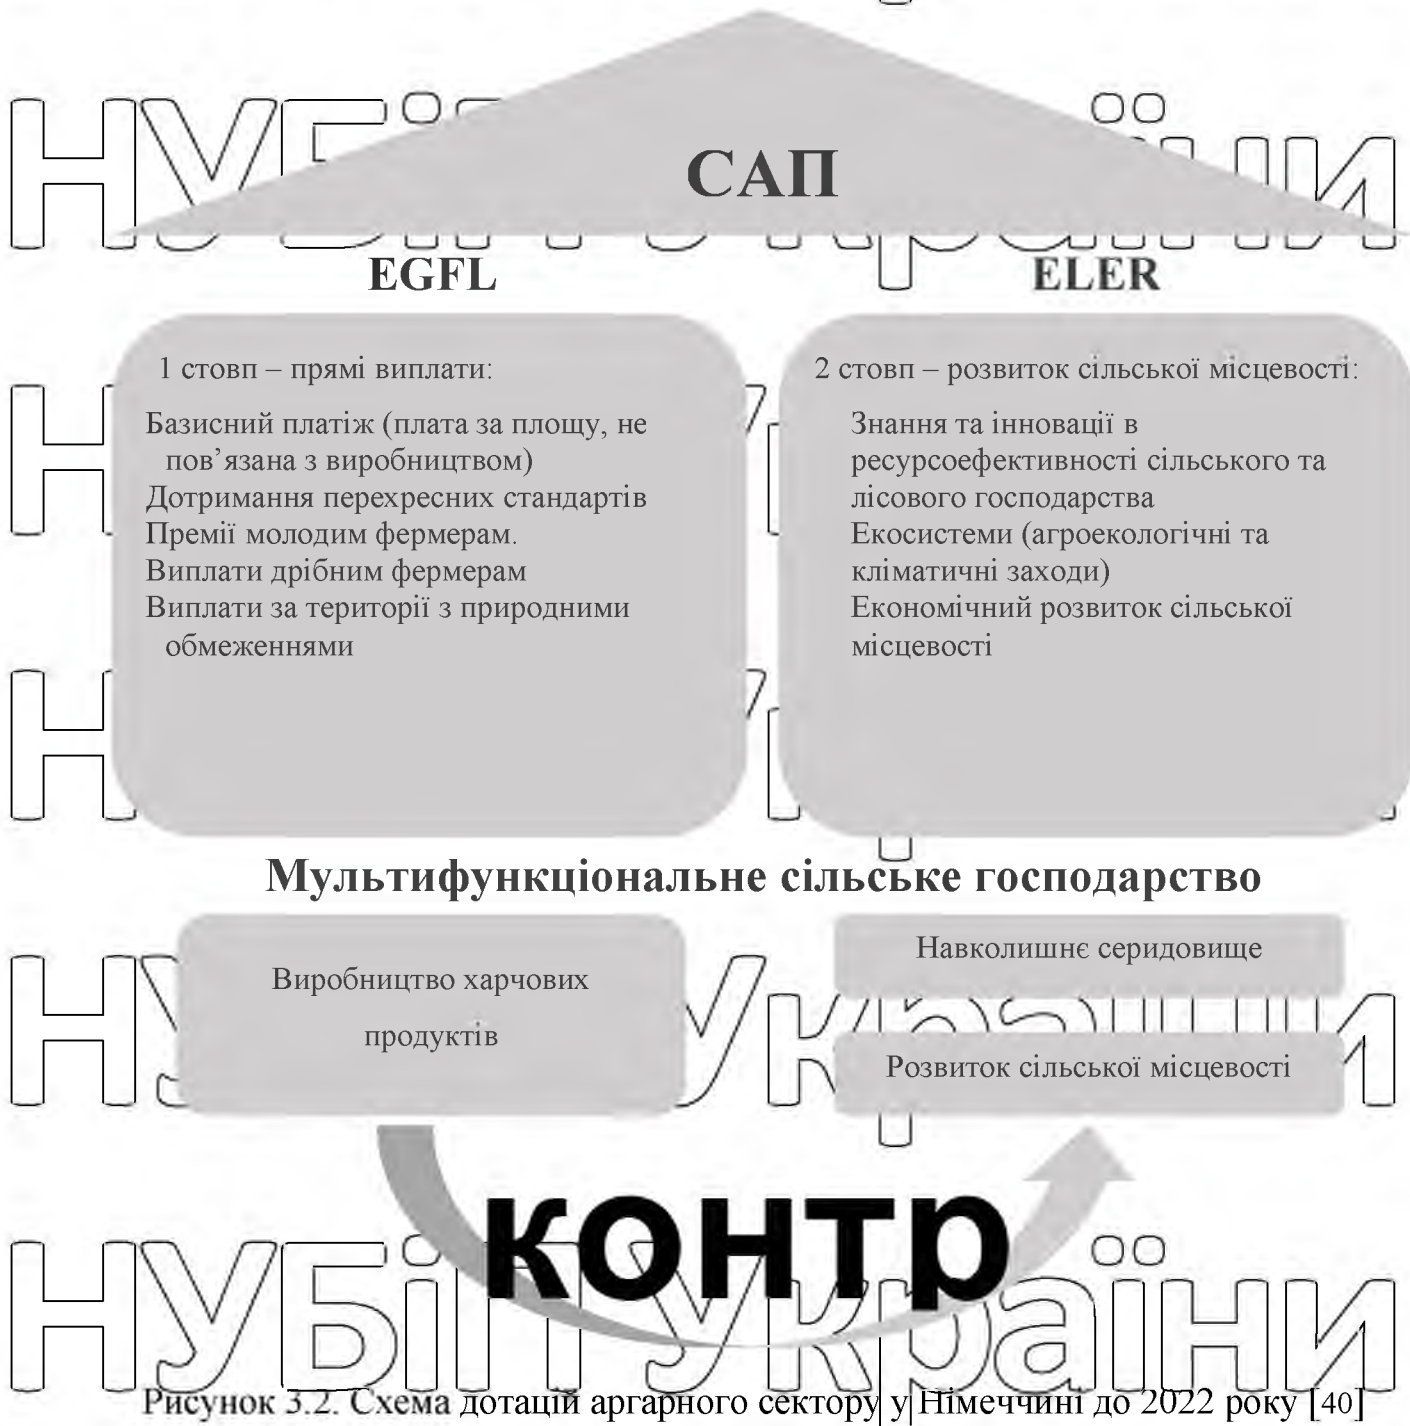 САП
EGFL
ELER
1 стовп – прямі виплати:
Базисний платіж (плата за площу, не
пов’язана з виробництвом)
Дотримання перехресних стандартів
Премії молодим фермерам.
Виплати дрібним фермерам
Виплати за території з природними
обмеженнями
2 стовп – розвиток сільської місцевості:
Знання та інновації в
ресурсоефективності сільського та
лісового господарства
Екосистеми (агроекологічні та
кліматичні заходи)
Економічний розвиток сільської
місцевості
Мультифункціональне сільське господарство
Виробництво харчових
продуктів
Навколишнє серидовище
Розвиток сільської місцевості
контр
НУБіП України
Рисунок 3.2. Схема дотацій аргарного сектору у Німеччині до 2022 року [40]